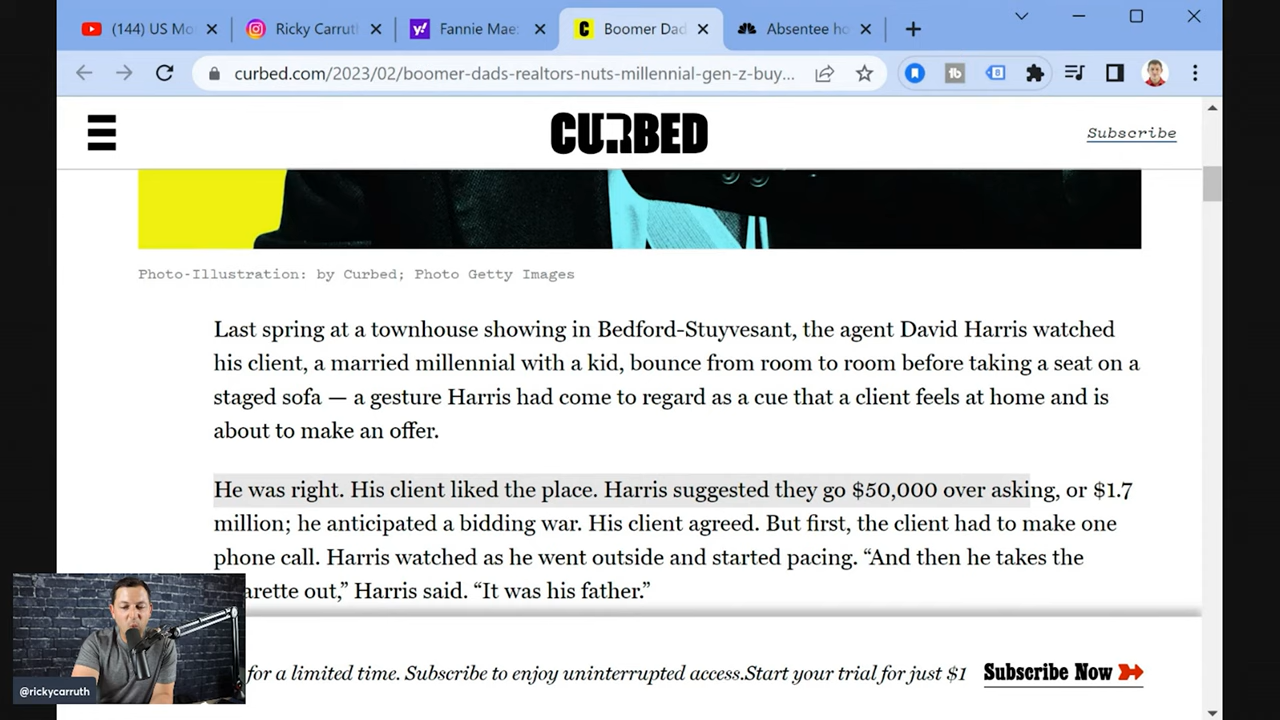 (144) US Mo
Ricky Carrut
Fannie Mae:
Boomer Dad
Absentee ho
curbed.com/2023/02/boomer-dads-realtors-nuts-millennial-gen-z-buy...
CURBED
Subscribe
Photo-Illustration: by Curbed; Photo Getty Images
Last spring at a townhouse showing in Bedford-Stuyvesant, the agent David Harris watched
his client, a married millennial with a kid, bounce from room to room before taking a seat on a
staged sofa — a gesture Harris had come to regard as a cue that a client feels at home and is
about to make an offer.
He was right. His client liked the place. Harris suggested they go $50,000 over asking, or $1.7
million; he anticipated a bidding war. His client agreed. But first, the client had to make one
phone call. Harris watched as he went outside and started pacing. “And then he takes the
arette out,” Harris said. “It was his father.”
for a limited time. Subscribe to enjoy uninterrupted access.Start your trial for just $1
Subscribe Now
@rickycarruth